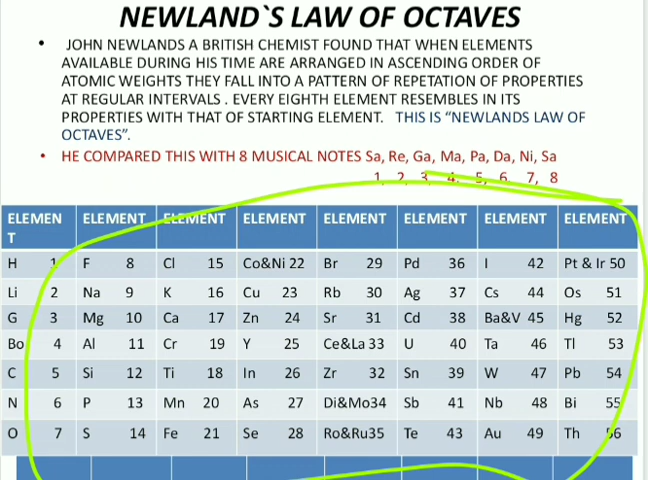 NEWLAND`S LAW OF OCTAVES
• JOHN NEWLANDS A BRITISH CHEMIST FOUND THAT WHEN ELEMENTS
AVAILABLE DURING HIS TIME ARE ARRANGED IN ASCENDING ORDER OF
ATOMIC WEIGHTS THEY FALL INTO A PATTERN OF REPETATION OF PROPERTIES
AT REGULAR INTERVALS . EVERY EIGHTH ELEMENT RESEMBLES IN ITS
PROPERTIES WITH THAT OF STARTING ELEMENT. THIS IS “NEWLANDS LAW OF
OCTAVES”.
• HE COMPARED THIS WITH 8 MUSICAL NOTES Sa, Re, Ga, Ma, Pa, Da, Ni, Sa
1, 2, 3, 4, 5, 6, 7, 8
ELEMEN ELEMENT ELEMENT ELEMENT ELEMENT ELEMENT ELEMENT ELEMENT
T
H 1 F 8 Cl 15 Co&Ni 22 Br 29 Pd 36 I 42 Pt & Ir 50
Li 2 Na 9 K 16 Cu 23 Rb 30 Ag 37 Cs 44 Os 51
G 3 Mg 10 Ca 17 Zn 24 Sr 31 Cd 38 Ba&V 45 Hg 52
Bo 4 Al 11 Cr 19 Y 25 Ce&La 33 U 40 Ta 46 Tl 53
C 5 Si 12 Ti 18 In 26 Zr 32 Sn 39 W 47 Pb 54
N 6 P 13 Mn 20 As 27 Di&Mo34 Sb 41 Nb 48 Bi 55
O 7 S 14 Fe 21 Se 28 Ro&Ru35 Te 43 Au 49 Th 56